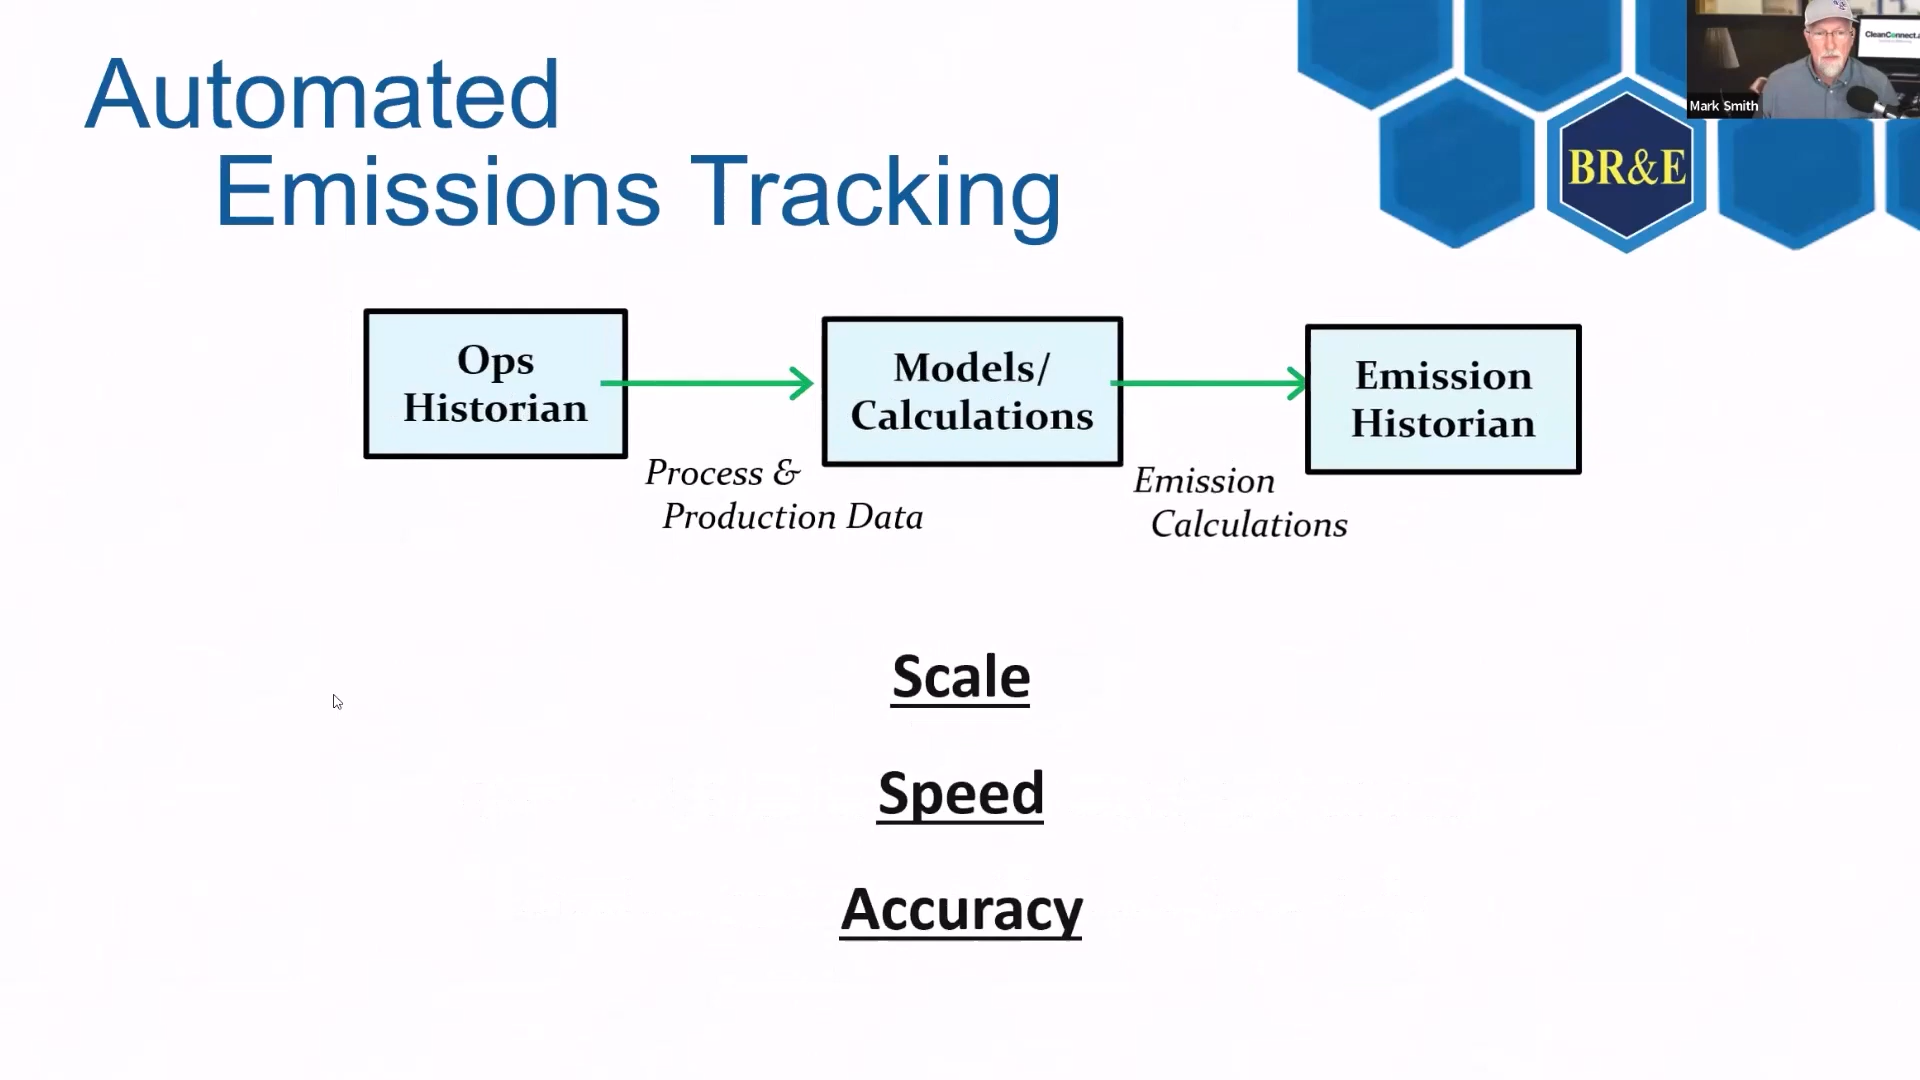 Automated
Emissions Tracking
BR&E
CleanConnect.a
Mark Smith
Ops
Historian
Models/
Calculations
Emission
Historian
Process &
Production Data
Emission
Calculations
Scale
Speed
Accuracy